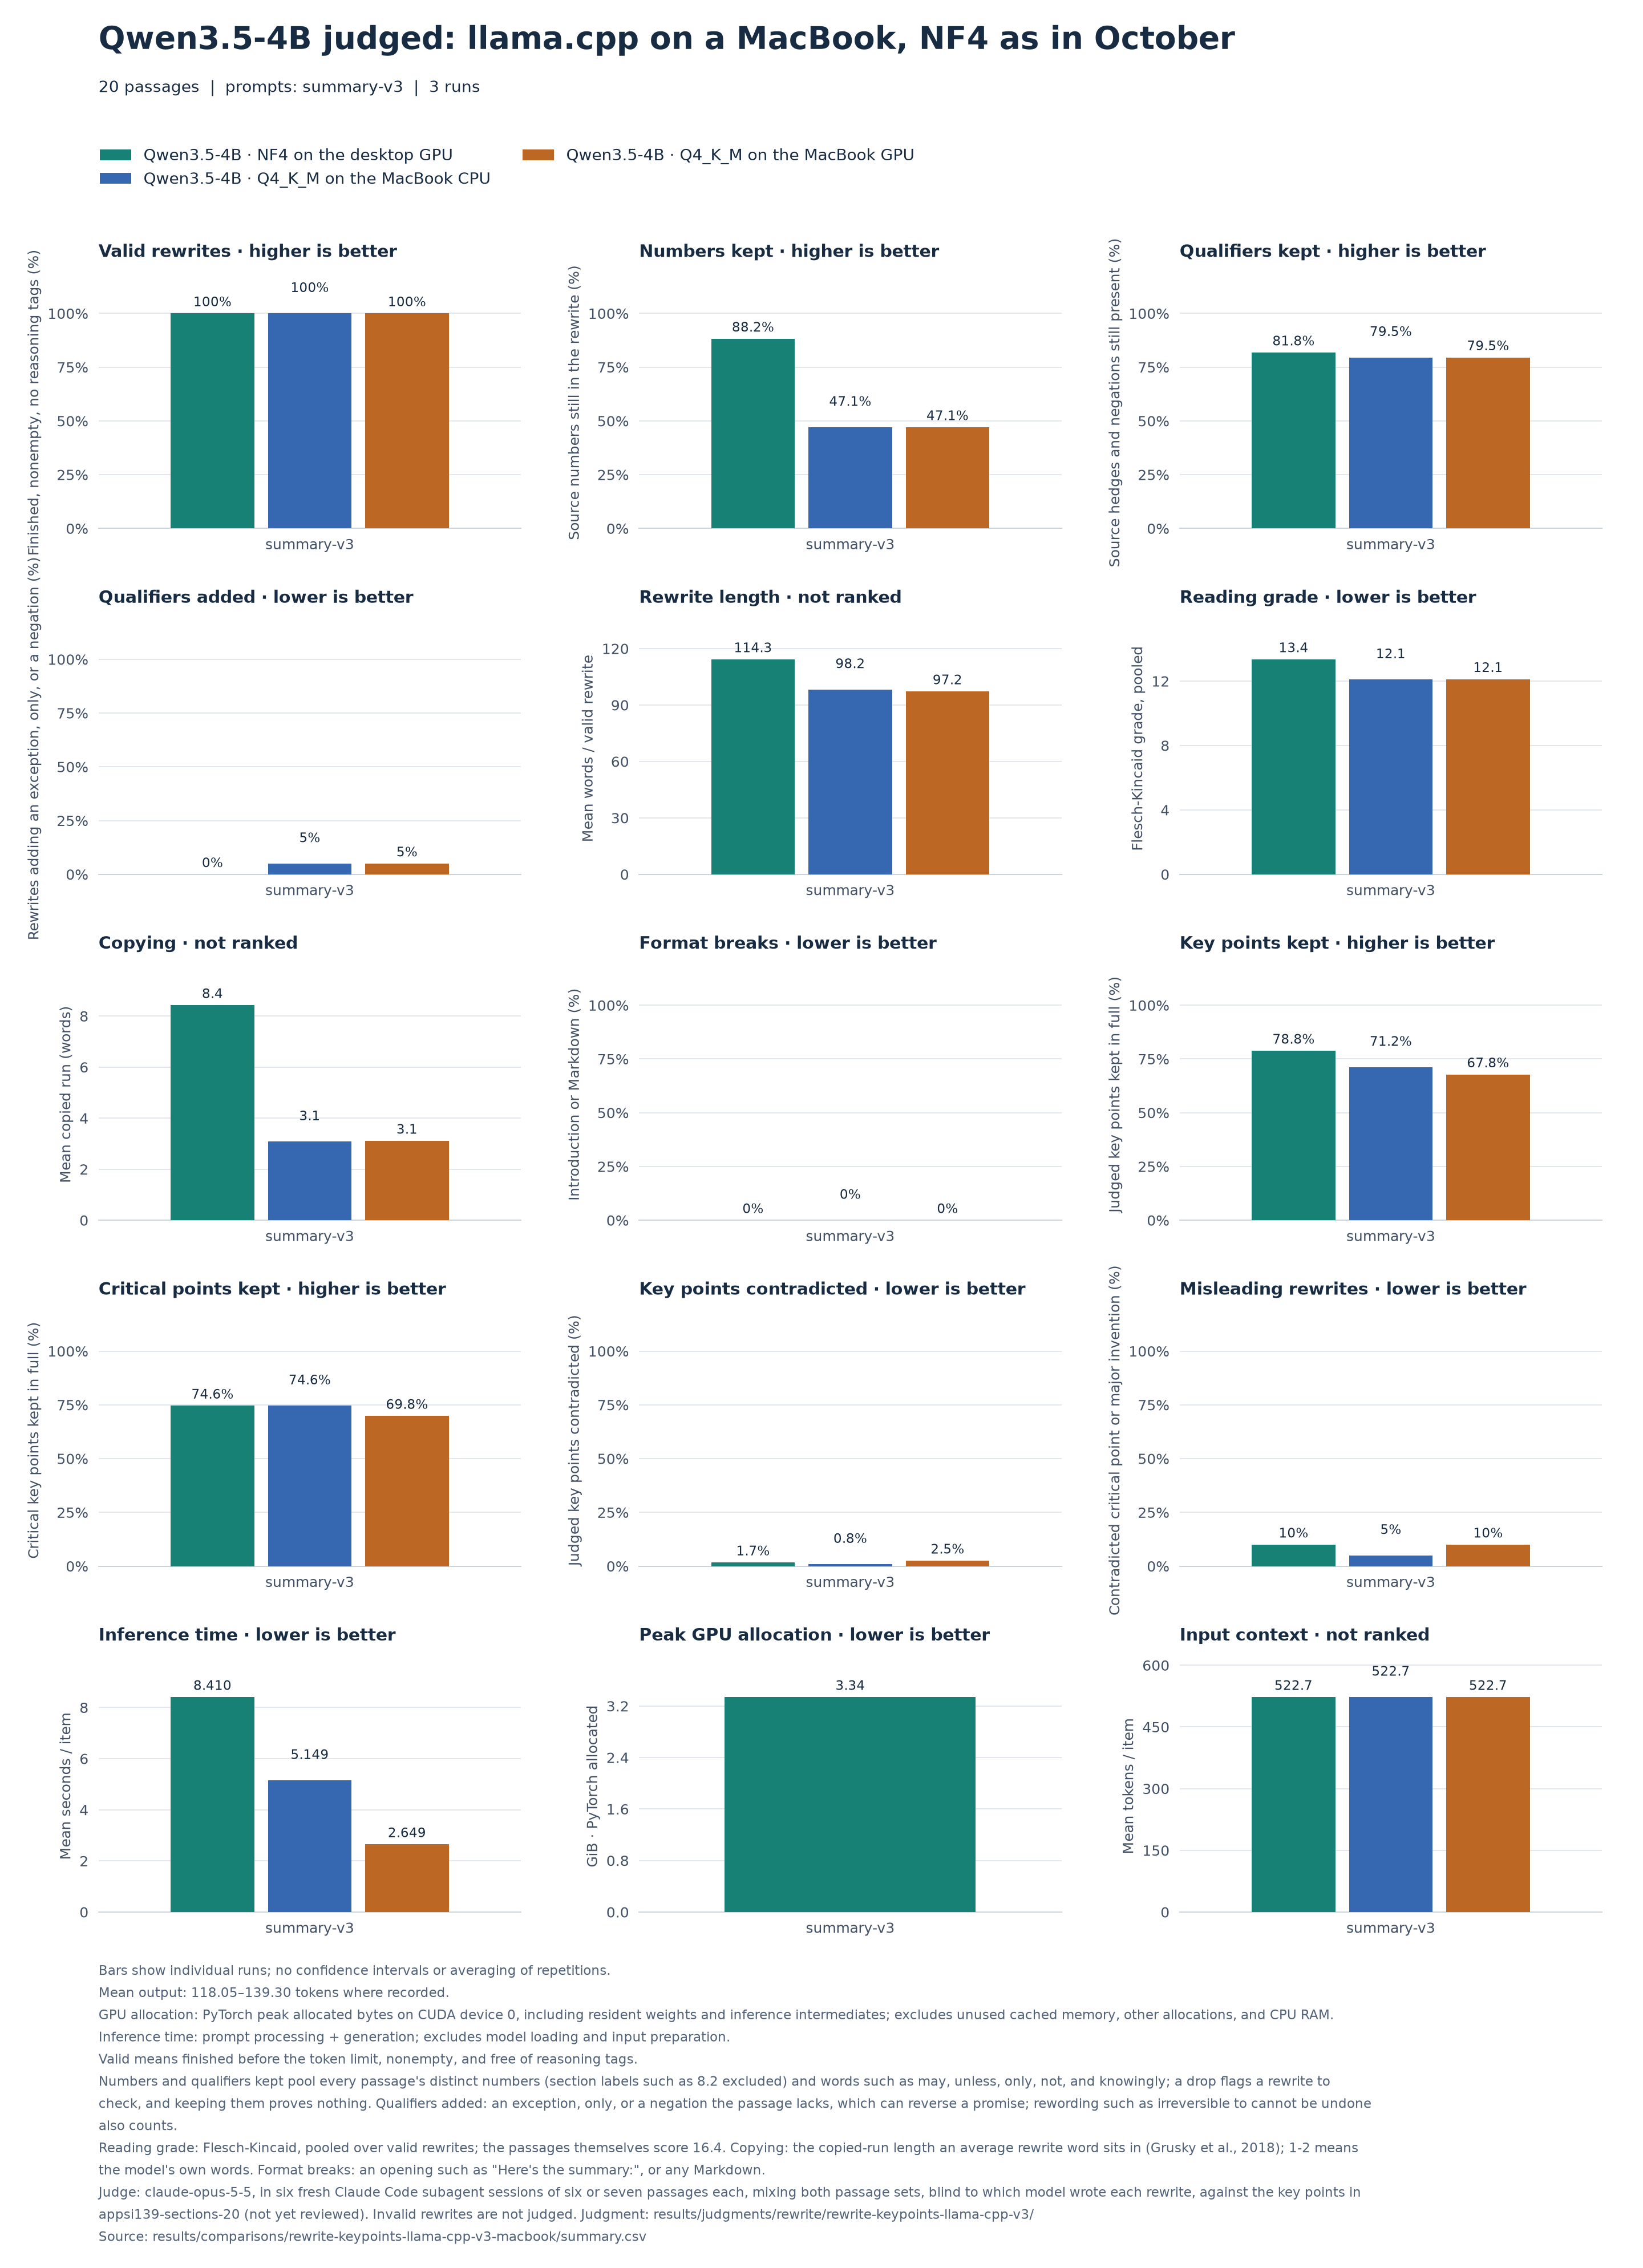 Qwen3.5-4B judged: llama.cpp on a MacBook, NF4 as in October
20 passages | prompts: summary-v3 | 3 runs
Qwen3.5-4B · NF4 on the desktop GPU
Qwen3.5-4B · Q4_K_M on the MacBook GPU
Qwen3.5-4B · Q4_K_M on the MacBook CPU
Valid rewrites · higher is better
Finished, nonempty, no reasoning tags (%)
100%
75%
50%
25%
0%
100%
100%
100%
summary-v3
Numbers kept · higher is better
Source numbers still in the rewrite (%)
100%
75%
50%
25%
0%
88.2%
47.1%
47.1%
summary-v3
Qualifiers kept · higher is better
Source hedges and negations still present (%)
100%
75%
50%
25%
0%
81.8%
79.5%
79.5%
summary-v3
Qualifiers added · lower is better
Rewrites adding an exception, only, or a negation (%)
100%
75%
50%
25%
0%
0%
5%
5%
summary-v3
Rewrite length · not ranked
Mean words / valid rewrite
120
90
60
30
0
114.3
98.2
97.2
summary-v3
Reading grade · lower is better
Flesch-Kincaid grade, pooled
12
8
4
0
13.4
12.1
12.1
summary-v3
Copying · not ranked
Mean copied run (words)
8
6
4
2
0
8.4
3.1
3.1
summary-v3
Format breaks · lower is better
Introduction or Markdown (%)
100%
75%
50%
25%
0%
0%
0%
0%
summary-v3
Key points kept · higher is better
Judged key points kept in full (%)
100%
75%
50%
25%
0%
78.8%
71.2%
67.8%
summary-v3
Critical points kept · higher is better
Critical key points kept in full (%)
100%
75%
50%
25%
0%
74.6%
74.6%
69.8%
summary-v3
Key points contradicted · lower is better
Judged key points contradicted (%)
100%
75%
50%
25%
0%
1.7%
0.8%
2.5%
summary-v3
Misleading rewrites · lower is better
Contradicted critical point or major invention (%)
100%
75%
50%
25%
0%
10%
5%
10%
summary-v3
Inference time · lower is better
Mean seconds / item
8
6
4
2
0
8.410
5.149
2.649
summary-v3
Peak GPU allocation · lower is better
GiB · PyTorch allocated
3.2
2.4
1.6
0.8
0.0
3.34
summary-v3
Input context · not ranked
Mean tokens / item
600
450
300
150
0
522.7
522.7
522.7
summary-v3
Bars show individual runs; no confidence intervals or averaging of repetitions.
Mean output: 118.05–139.30 tokens where recorded.
GPU allocation: PyTorch peak allocated bytes on CUDA device 0, including resident weights and inference intermediates; excludes unused cached memory, other allocations, and CPU RAM.
Inference time: prompt processing + generation; excludes model loading and input preparation.
Valid means finished before the token limit, nonempty, and free of reasoning tags.
Numbers and qualifiers kept pool every passage's distinct numbers (section labels such as 8.2 excluded) and words such as may, unless, only, not, and knowingly; a drop flags a rewrite to
check, and keeping them proves nothing. Qualifiers added: an exception, only, or a negation the passage lacks, which can reverse a promise; rewording such as irreversible to cannot be undone
also counts.
Reading grade: Flesch-Kincaid, pooled over valid rewrites; the passages themselves score 16.4. Copying: the copied-run length an average rewrite word sits in (Grusky et al., 2018); 1-2 means
the model's own words. Format breaks: an opening such as "Here's the summary:", or any Markdown.
Judge: claude-opus-5-5, in six fresh Claude Code subagent sessions of six or seven passages each, mixing both passage sets, blind to which model wrote each rewrite, against the key points in
appsi139-sections-20 (not yet reviewed). Invalid rewrites are not judged. Judgment: results/judgments/rewrite/rewrite-keypoints-llama-cpp-v3/
Source: results/comparisons/rewrite-keypoints-llama-cpp-v3-macbook/summary.csv